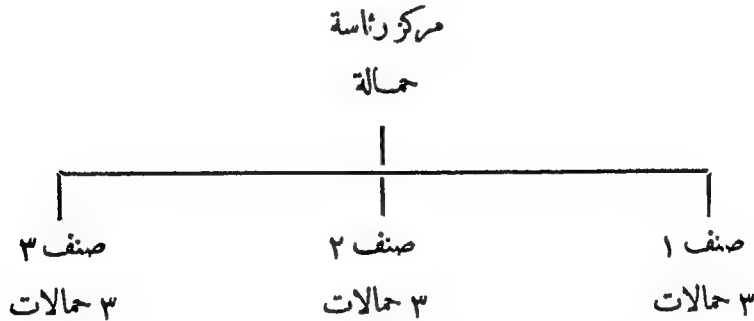 مركز رئاسة
حمالة
صنف ١
صنف ٢
صنف ٣
٣ حمالات
٣ حمالات
٣ حمالات